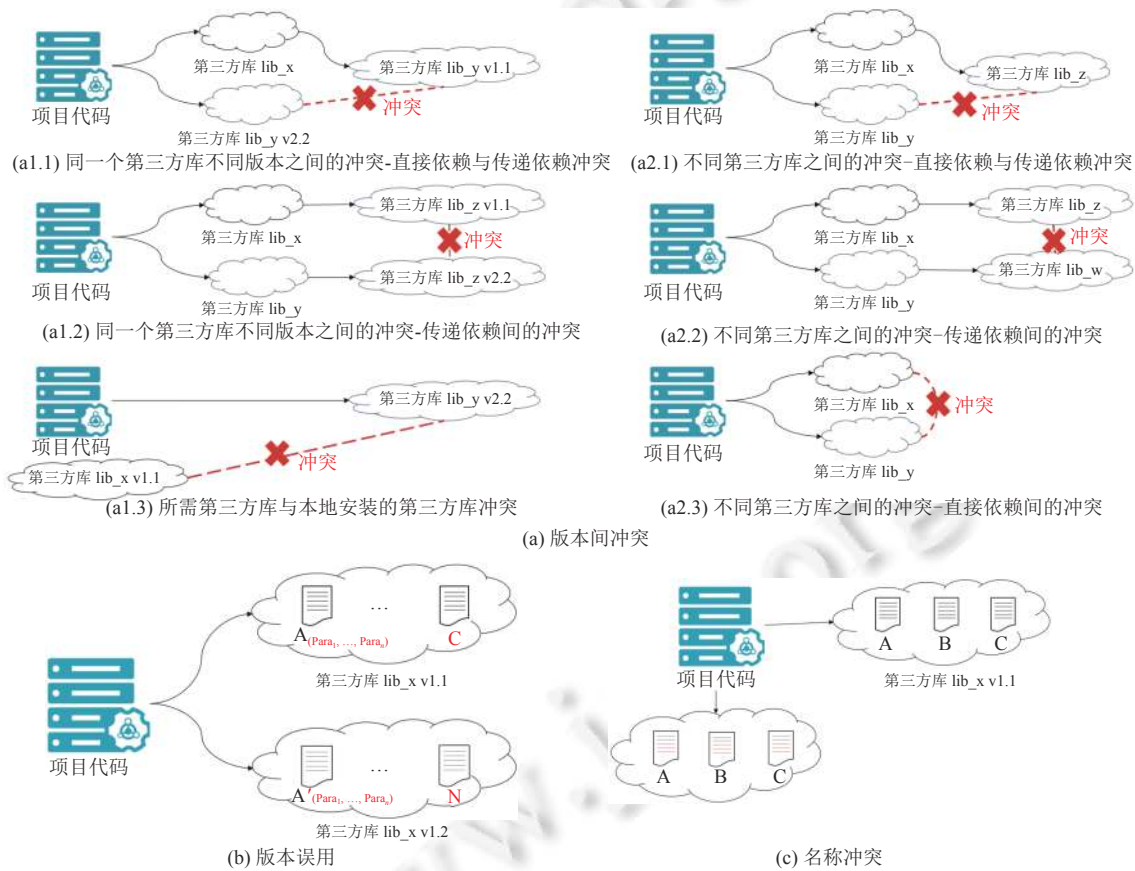 第三方库 lib_x
第三方库 lib_y v1.1
冲突
项目代码
第三方库 lib_y v2.2
(a1.1) 同一个第三方库不同版本之间的冲突-直接依赖与传递依赖冲突
第三方库 lib_x
第三方库 lib_z
冲突
项目代码
第三方库 lib_y
(a2.1) 不同第三方库之间的冲突-直接依赖与传递依赖冲突
第三方库 lib_z v1.1
第三方库 lib_x
冲突
第三方库 lib_z v2.2
项目代码
第三方库 lib_y
(a1.2) 同一个第三方库不同版本之间的冲突-传递依赖间的冲突
第三方库 lib_z
第三方库 lib_x
冲突
第三方库 lib_w
项目代码
第三方库 lib_y
(a2.2) 不同第三方库之间的冲突-传递依赖间的冲突
第三方库 lib_y v2.2
项目代码
冲突
第三方库 lib_x v1.1
(a1.3) 所需第三方库与本地安装的第三方库冲突
第三方库 lib_x
冲突
项目代码
第三方库 lib_y
(a2.3) 不同第三方库之间的冲突-直接依赖间的冲突
(a) 版本间冲突
…
A(Para1, …, Paran) C
第三方库 lib_x v1.1
项目代码
…
A′(Para1, …, Paran) N
第三方库 lib_x v1.2
(b) 版本误用
A B C
项目代码
第三方库 lib_x v1.1
A B C
(c) 名称冲突